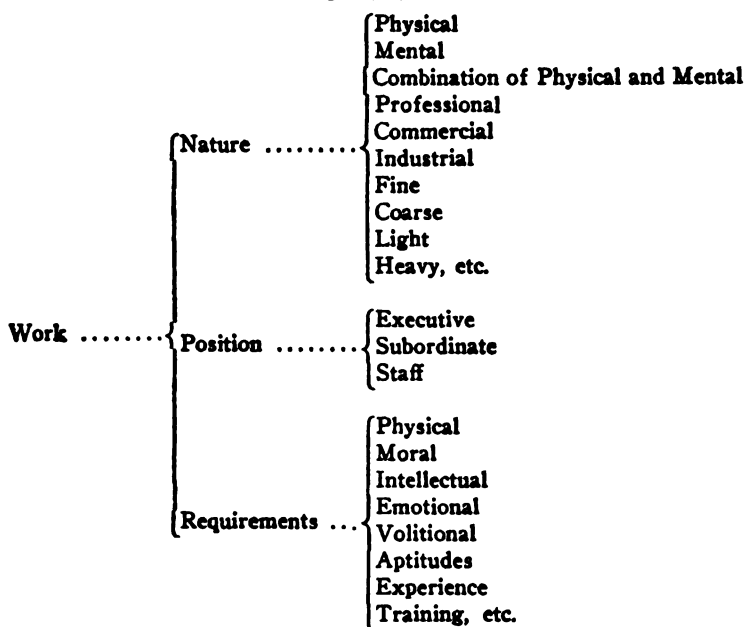 Physical
Mental
Combination of Physical and Mental
Professional
Commercial
Nature ..........
Industrial
Fine
Coarse
Light
Heavy, etc.
Executive
Work ........
Position ........
Subordinate
Staff
Physical
Moral
Intellectual
Emotional
Requirements ...
Volitional
Aptitudes
Experience
Training, etc.